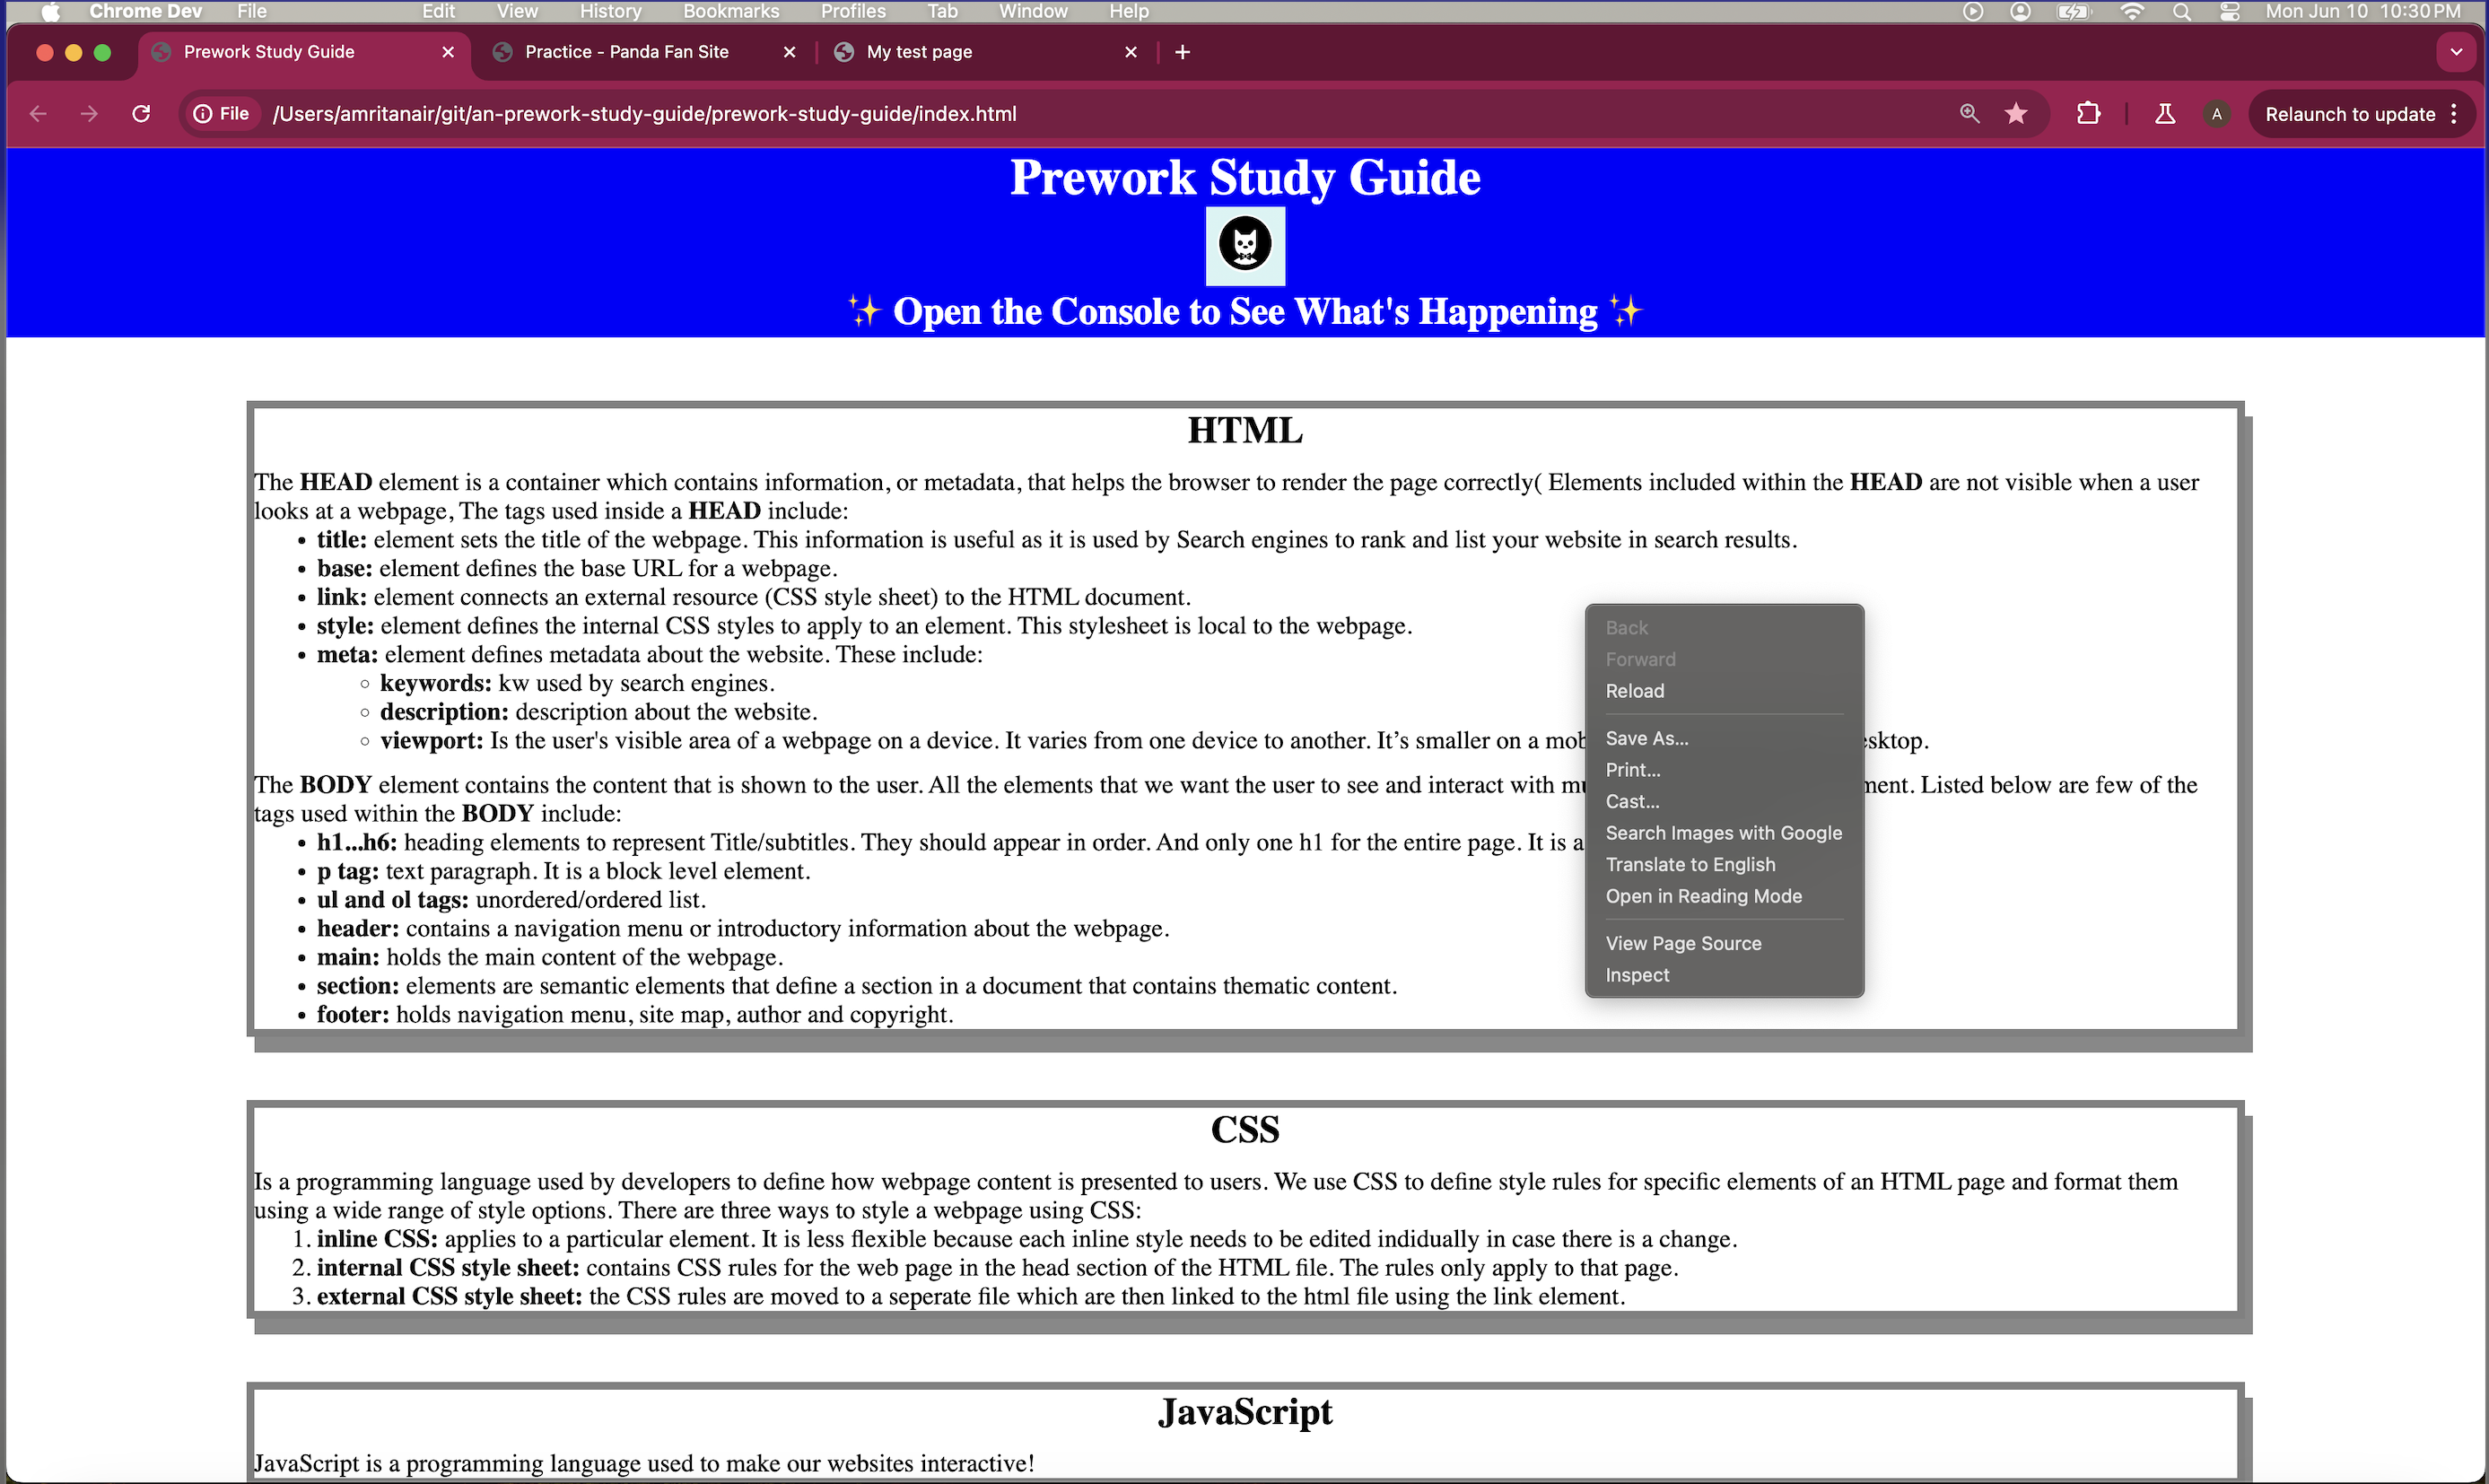 Chrome Dev File Edit View History Bookmarks Profiles Tab Window Help Mon Jun 10 10:30 PM
Prework Study Guide Practice - Panda Fan Site My test page
File /Users/amritanair/git/an-prework-study-guide/prework-study-guide/index.html A Relaunch to update
Prework Study Guide
✨ Open the Console to See What's Happening ✨
HTML
The HEAD element is a container which contains information, or metadata, that helps the browser to render the page correctly( Elements included within the HEAD are not visible when a user
looks at a webpage, The tags used inside a HEAD include:
• title: element sets the title of the webpage. This information is useful as it is used by Search engines to rank and list your website in search results.
• base: element defines the base URL for a webpage.
• link: element connects an external resource (CSS style sheet) to the HTML document.
• style: element defines the internal CSS styles to apply to an element. This stylesheet is local to the webpage.
• meta: element defines metadata about the website. These include:
◦ keywords: kw used by search engines.
◦ description: description about the website.
◦ viewport: Is the user's visible area of a webpage on a device. It varies from one device to another. It’s smaller on a
The BODY element contains the content that is shown to the user. All the elements that we want the user to see and interact with Listed below are few of the
tags used within the BODY include:
• h1...h6: heading elements to represent Title/subtitles. They should appear in order. And only one h1 for the entire page. It is a
• p tag: text paragraph. It is a block level element.
• ul and ol tags: unordered/ordered list.
• header: contains a navigation menu or introductory information about the webpage.
• main: holds the main content of the webpage.
• section: elements are semantic elements that define a section in a document that contains thematic content.
• footer: holds navigation menu, site map, author and copyright.
Back
Forward
Reload
Save As...
Print...
Cast...
Search Images with Google
Translate to English
Open in Reading Mode
View Page Source
Inspect
CSS
Is a programming language used by developers to define how webpage content is presented to users. We use CSS to define style rules for specific elements of an HTML page and format them
using a wide range of style options. There are three ways to style a webpage using CSS:
1. inline CSS: applies to a particular element. It is less flexible because each inline style needs to be edited indidually in case there is a change.
2. internal CSS style sheet: contains CSS rules for the web page in the head section of the HTML file. The rules only apply to that page.
3. external CSS style sheet: the CSS rules are moved to a seperate file which are then linked to the html file using the link element.
JavaScript
JavaScript is a programming language used to make our websites interactive!